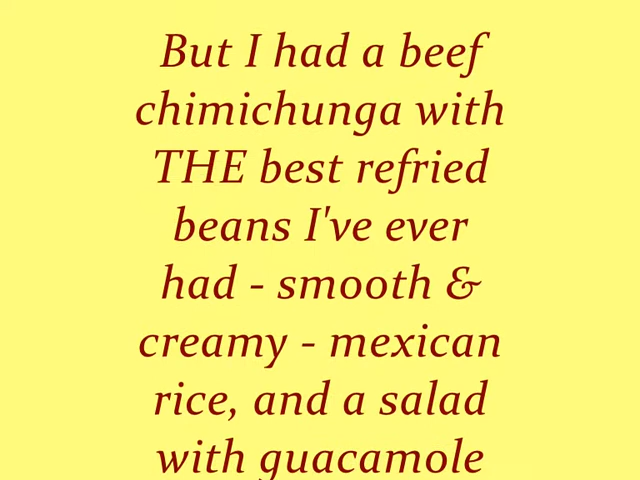 But I had a beef
chimichunga with
THE best refried
beans I've ever
had - smooth &
creamy - mexican
rice, and a salad
with guacamole